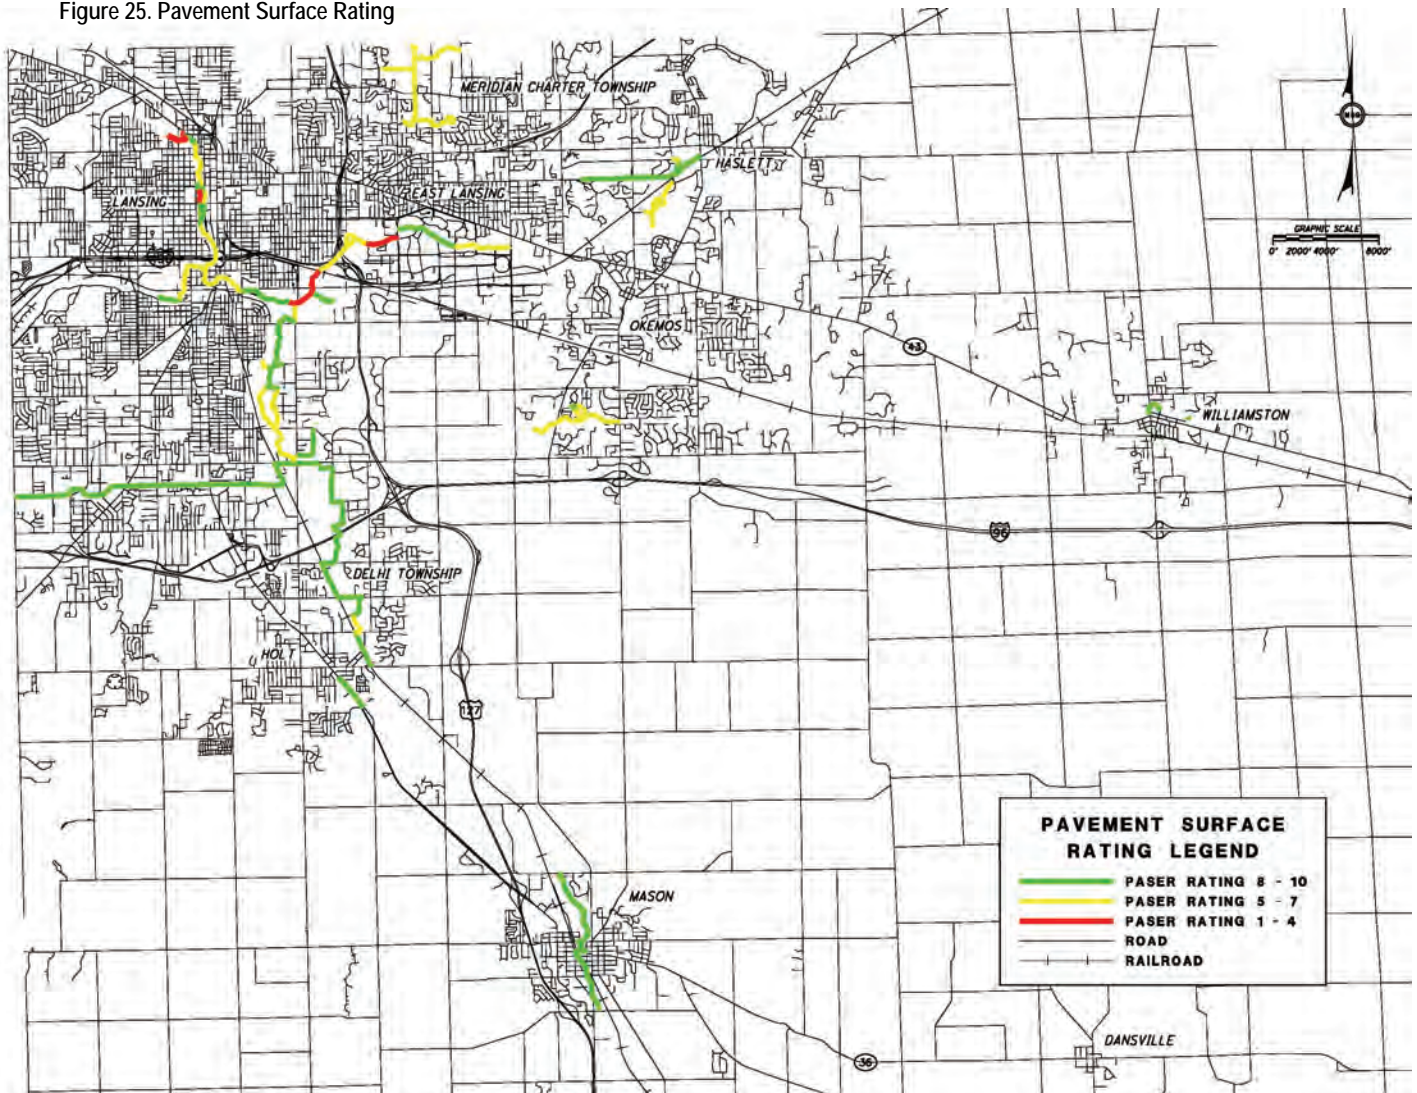 Figure 25. Pavement Surface Rating
MERIDIAN CHARTER TOWNSHIP
HASLETT
EAST LANSING
LANSING
GRAPHIC SCALE
0' 2000' 4000' 8000'
OKEMOS
43
WILLIAMSTON
96
DELHI TOWNSHIP
HOLT
127
PAVEMENT SURFACE
RATING LEGEND
PASER RATING 8 - 10
PASER RATING 5 - 7
PASER RATING 1 - 4
ROAD
RAILROAD
MASON
DANSVILLE
36